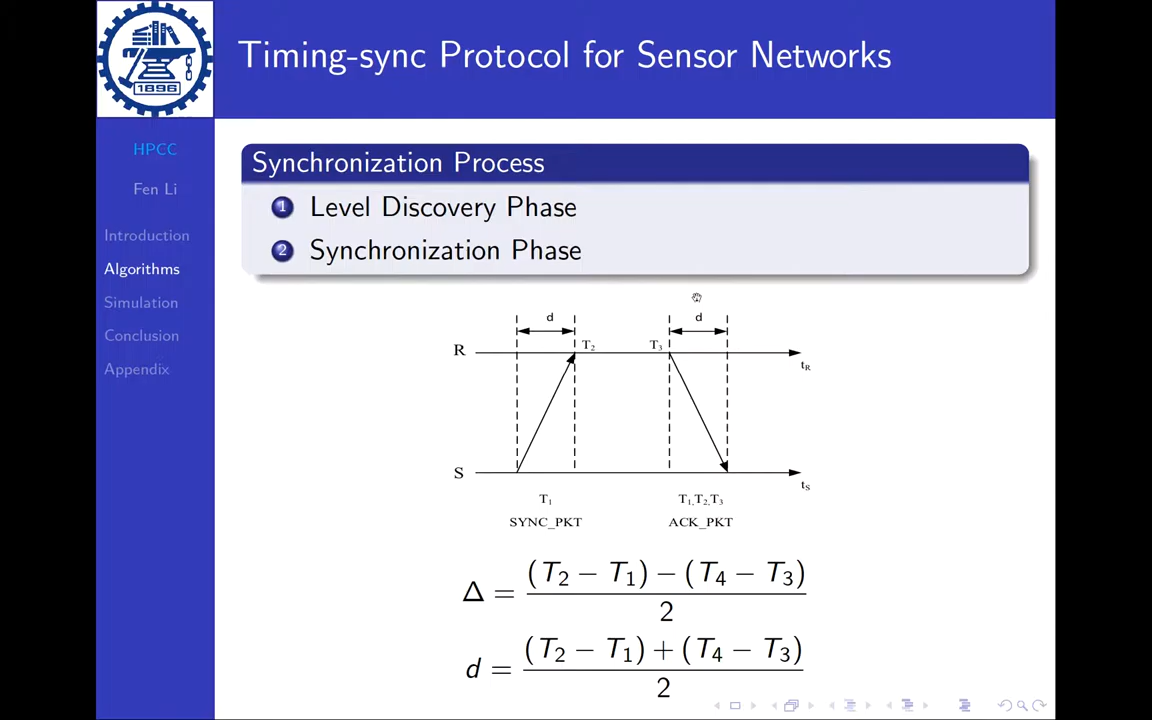 Timing-sync Protocol for Sensor Networks
1896
HPCC
Fen Li
Introduction
Algorithms
Simulation
Conclusion
Appendix
Synchronization Process
1 Level Discovery Phase
2 Synchronization Phase
d d
R T₂ T₃
t_R
S
t_S
T₁ T₁,T₂,T₃
SYNC_PKT ACK_PKT
Δ = (T₂ − T₁) − (T₄ − T₃) / 2
d = (T₂ − T₁) + (T₄ − T₃) / 2